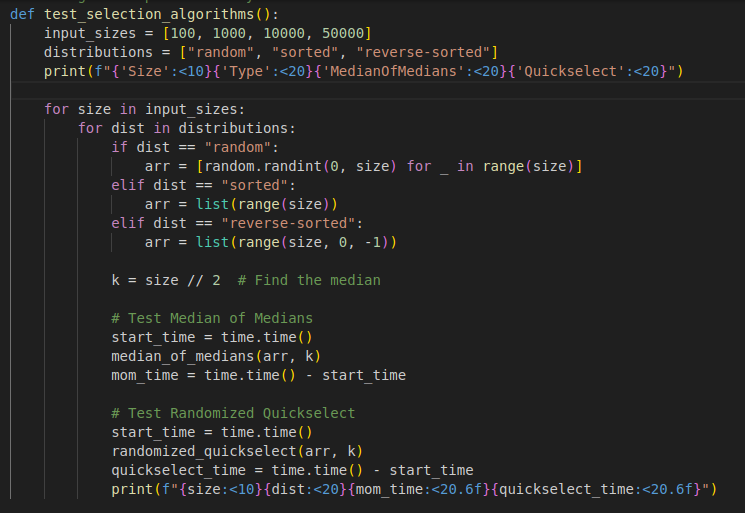 def test_selection_algorithms():
    input_sizes = [100, 1000, 10000, 50000]
    distributions = ["random", "sorted", "reverse-sorted"]
    print(f"{'Size':<10}{'Type':<20}{'MedianOfMedians':<20}{'Quickselect':<20}")
    for size in input_sizes:
        for dist in distributions:
            if dist == "random":
                arr = [random.randint(0, size) for _ in range(size)]
            elif dist == "sorted":
                arr = list(range(size))
            elif dist == "reverse-sorted":
                arr = list(range(size, 0, -1))
            k = size // 2  # Find the median
            # Test Median of Medians
            start_time = time.time()
            median_of_medians(arr, k)
            mom_time = time.time() - start_time
            # Test Randomized Quickselect
            start_time = time.time()
            randomized_quickselect(arr, k)
            quickselect_time = time.time() - start_time
            print(f"{size:<10}{dist:<20}{mom_time:<20.6f}{quickselect_time:<20.6f}")